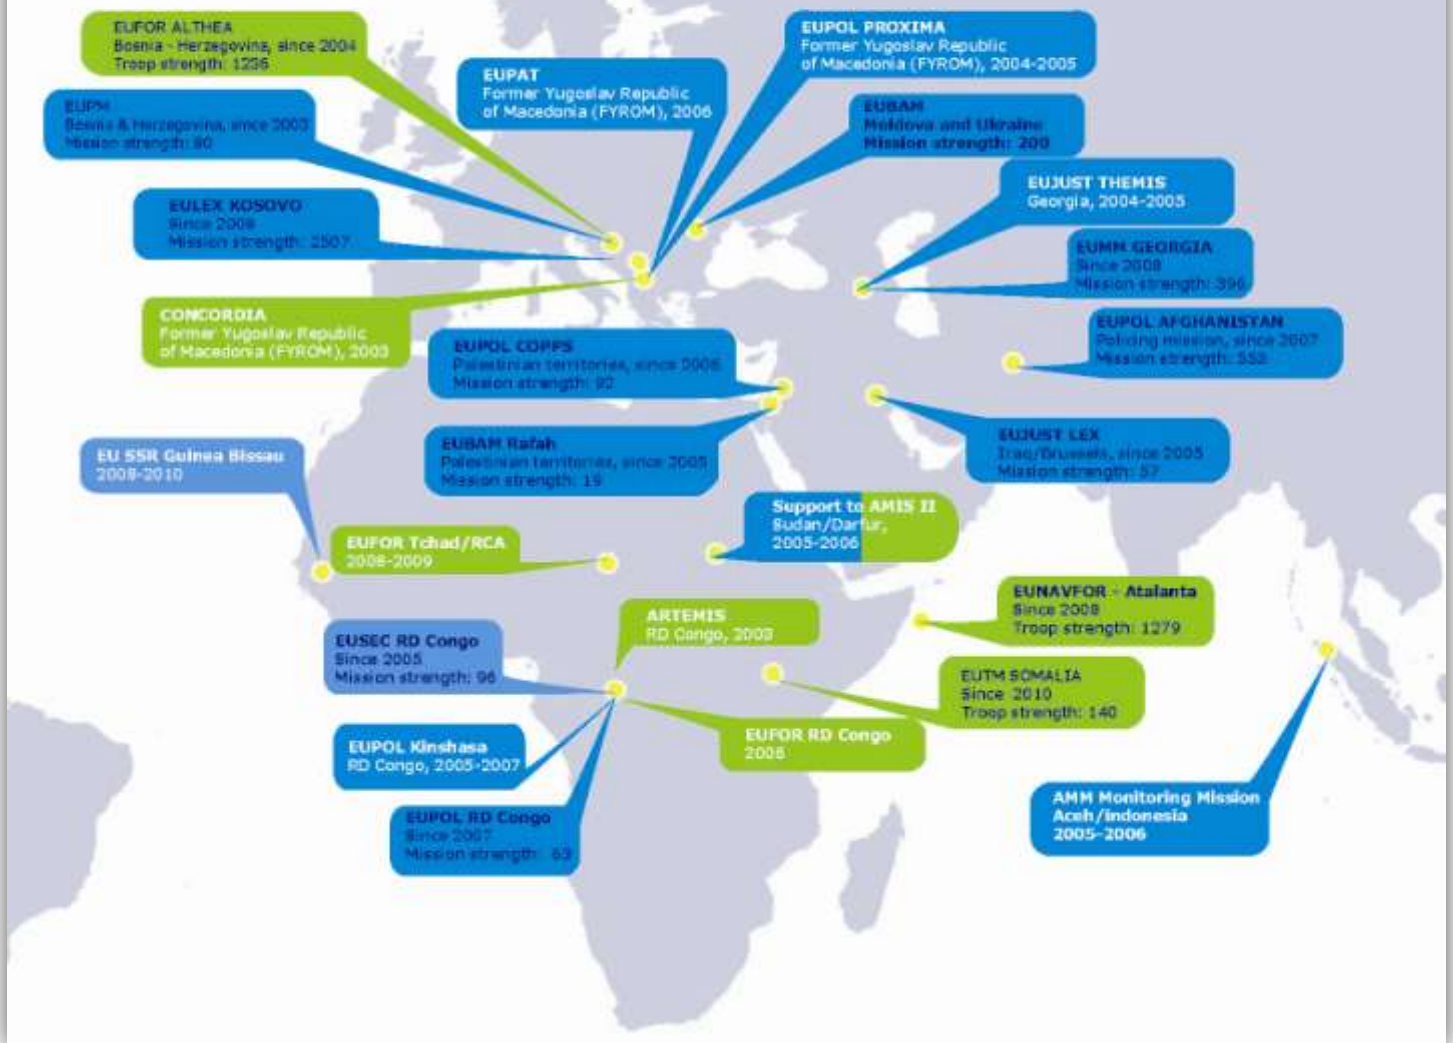 EUFOR ALTHEA
Bosnia - Herzegovina, since 2004
Troop strength: 1236
EUPM
Bosnia & Herzegovina, since 2003
Mission strength: 80
EUPAT
Former Yugoslav Republic
of Macedonia (FYROM), 2006
EUPOL PROXIMA
Former Yugoslav Republic
of Macedonia (FYROM), 2004-2005
EUBAM
Moldova and Ukraine
Mission strength: 200
EUJUST THEMIS
Georgia, 2004-2005
EULEX KOSOVO
Since 2008
Mission strength: 2507
EUMM GEORGIA
Since 2008
Mission strength: 396
CONCORDIA
Former Yugoslav Republic
of Macedonia (FYROM), 2003
EUPOL AFGHANISTAN
Policing mission, since 2007
Mission strength: 552
EUPOL COPPS
Palestinian territories, since 2006
Mission strength: 92
EUBAM Rafah
Palestinian territories, since 2005
Mission strength: 19
EUJUST LEX
Iraq/Brussels, since 2005
Mission strength: 57
EU SSR Guinea Bissau
2008-2010
Support to AMIS II
Sudan/Darfur,
2005-2006
EUFOR Tchad/RCA
2008-2009
EUNAVFOR - Atalanta
Since 2008
Troop strength: 1279
ARTEMIS
RD Congo, 2003
EUSEC RD Congo
Since 2005
Mission strength: 96
EUTM SOMALIA
Since 2010
Troop strength: 140
EUFOR RD Congo
2006
EUPOL Kinshasa
RD Congo, 2005-2007
EUPOL RD Congo
Since 2007
Mission strength: 53
AMM Monitoring Mission
Aceh/Indonesia
2005-2006